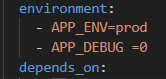 environment:
- APP_ENV=prod
- APP_DEBUG =0
depends_on: